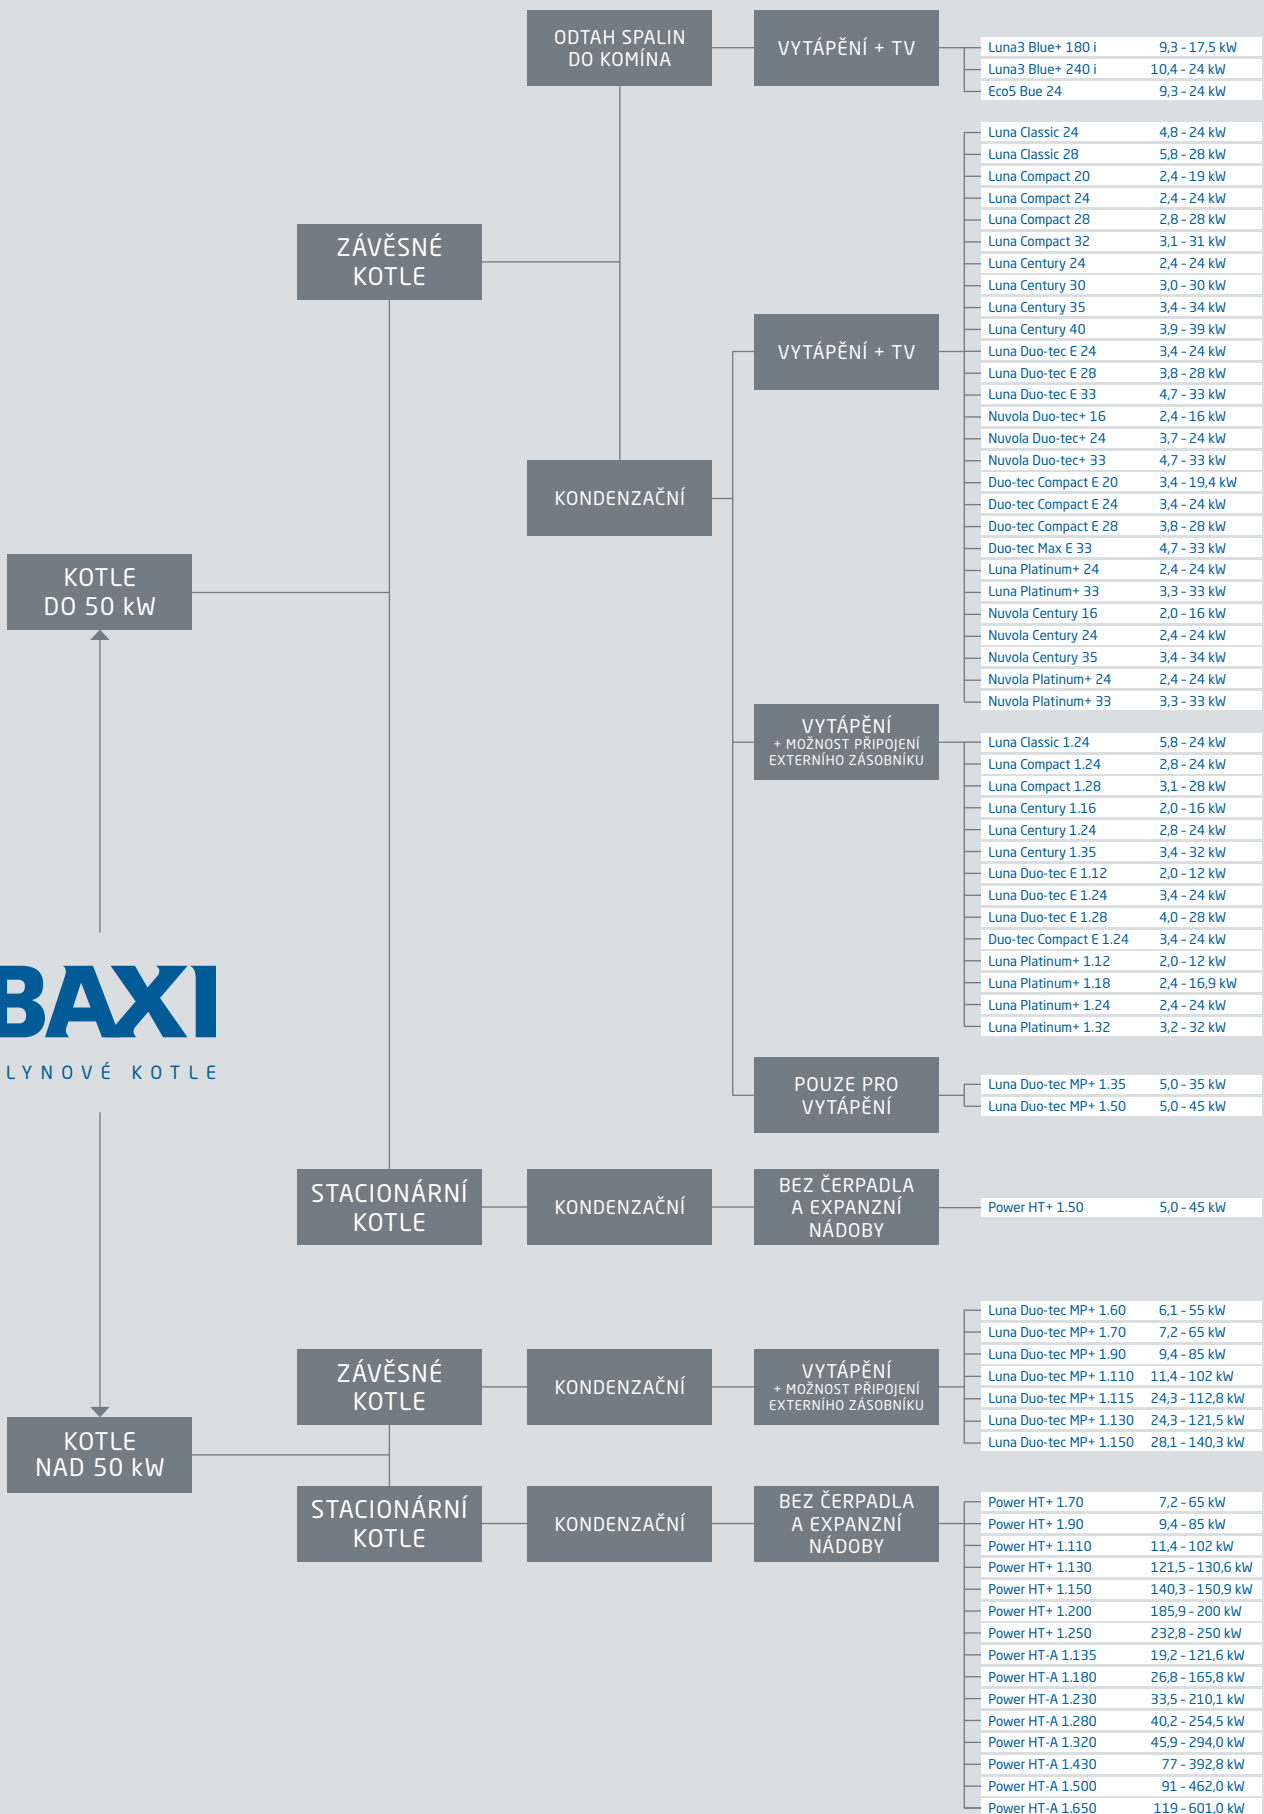 ODTAH SPALIN
DO KOMÍNA
VYTÁPĚNÍ + TV
Luna3 Blue+ 180 i 9,3 – 17,5 kW
Luna3 Blue+ 240 i 10,4 – 24 kW
Eco5 Bue 24 9,3 – 24 kW
ZÁVĚSNÉ
KOTLE
KONDENZAČNÍ
VYTÁPĚNÍ + TV
Luna Classic 24 4,8 – 24 kW
Luna Classic 28 5,8 – 28 kW
Luna Compact 20 2,4 – 19 kW
Luna Compact 24 2,4 – 24 kW
Luna Compact 28 2,8 – 28 kW
Luna Compact 32 3,1 – 31 kW
Luna Century 24 2,4 – 24 kW
Luna Century 30 3,0 – 30 kW
Luna Century 35 3,4 – 34 kW
Luna Century 40 3,9 – 39 kW
Luna Duo-tec E 24 3,4 – 24 kW
Luna Duo-tec E 28 3,8 – 28 kW
Luna Duo-tec E 33 4,7 – 33 kW
Nuvola Duo-tec+ 16 2,4 – 16 kW
Nuvola Duo-tec+ 24 3,7 – 24 kW
Nuvola Duo-tec+ 33 4,7 – 33 kW
Duo-tec Compact E 20 3,4 – 19,4 kW
Duo-tec Compact E 24 3,4 – 24 kW
Duo-tec Compact E 28 3,8 – 28 kW
Duo-tec Max E 33 4,7 – 33 kW
Luna Platinum+ 24 2,4 – 24 kW
Luna Platinum+ 33 3,3 – 33 kW
Nuvola Century 16 2,0 – 16 kW
Nuvola Century 24 2,4 – 24 kW
Nuvola Century 35 3,4 – 34 kW
Nuvola Platinum+ 24 2,4 – 24 kW
Nuvola Platinum+ 33 3,3 – 33 kW
KOTLE
DO 50 kW
VYTÁPĚNÍ
+ MOŽNOST PŘIPOJENÍ
EXTERNÍHO ZÁSOBNÍKU
Luna Classic 1.24 5,8 – 24 kW
Luna Compact 1.24 2,8 – 24 kW
Luna Compact 1.28 3,1 – 28 kW
Luna Century 1.16 2,0 – 16 kW
Luna Century 1.24 2,8 – 24 kW
Luna Century 1.35 3,4 – 32 kW
Luna Duo-tec E 1.12 2,0 – 12 kW
Luna Duo-tec E 1.24 3,4 – 24 kW
Luna Duo-tec E 1.28 4,0 – 28 kW
Duo-tec Compact E 1.24 3,4 – 24 kW
Luna Platinum+ 1.12 2,0 – 12 kW
Luna Platinum+ 1.18 2,4 – 16,9 kW
Luna Platinum+ 1.24 2,4 – 24 kW
Luna Platinum+ 1.32 3,2 – 32 kW
BAXI
LYNOVÉ KOTLE
POUZE PRO
VYTÁPĚNÍ
Luna Duo-tec MP+ 1.35 5,0 – 35 kW
Luna Duo-tec MP+ 1.50 5,0 – 45 kW
STACIONÁRNÍ
KOTLE
KONDENZAČNÍ
BEZ ČERPADLA
A EXPANZNÍ
NÁDOBY
Power HT+ 1.50 5,0 – 45 kW
ZÁVĚSNÉ
KOTLE
KONDENZAČNÍ
VYTÁPĚNÍ
+ MOŽNOST PŘIPOJENÍ
EXTERNÍHO ZÁSOBNÍKU
Luna Duo-tec MP+ 1.60 6,1 – 55 kW
Luna Duo-tec MP+ 1.70 7,2 – 65 kW
Luna Duo-tec MP+ 1.90 9,4 – 85 kW
Luna Duo-tec MP+ 1.110 11,4 – 102 kW
Luna Duo-tec MP+ 1.115 24,3 – 112,8 kW
Luna Duo-tec MP+ 1.130 24,3 – 121,5 kW
Luna Duo-tec MP+ 1.150 28,1 – 140,3 kW
KOTLE
NAD 50 kW
STACIONÁRNÍ
KOTLE
KONDENZAČNÍ
BEZ ČERPADLA
A EXPANZNÍ
NÁDOBY
Power HT+ 1.70 7,2 – 65 kW
Power HT+ 1.90 9,4 – 85 kW
Power HT+ 1.110 11,4 – 102 kW
Power HT+ 1.130 121,5 – 130,6 kW
Power HT+ 1.150 140,3 – 150,9 kW
Power HT+ 1.200 185,9 – 200 kW
Power HT+ 1.250 232,8 – 250 kW
Power HT-A 1.135 19,2 – 121,6 kW
Power HT-A 1.180 26,8 – 165,8 kW
Power HT-A 1.230 33,5 – 210,1 kW
Power HT-A 1.280 40,2 – 254,5 kW
Power HT-A 1.320 45,9 – 294,0 kW
Power HT-A 1.430 77 – 392,8 kW
Power HT-A 1.500 91 – 462,0 kW
Power HT-A 1.650 119 – 601,0 kW